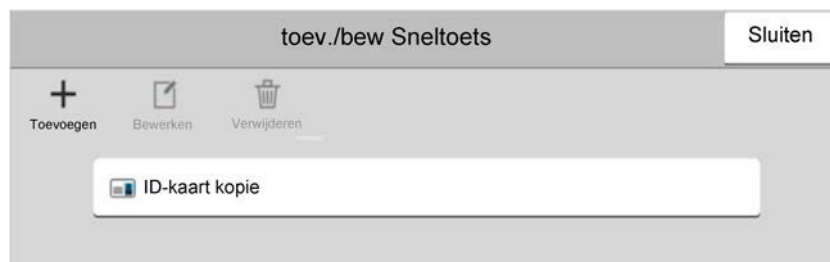 toev./bew Sneltoets
Sluiten
Toevoegen
Bewerken
Verwijderen
ID-kaart kopie